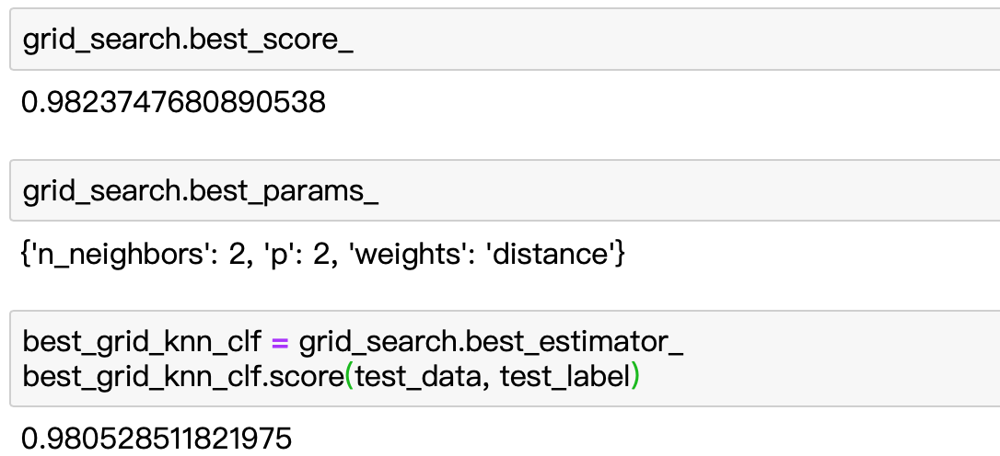 grid_search.best_score_
0.9823747680890538
grid_search.best_params_
{'n_neighbors': 2, 'p': 2, 'weights': 'distance'}
best_grid_knn_clf = grid_search.best_estimator_
best_grid_knn_clf.score(test_data, test_label)
0.980528511821975